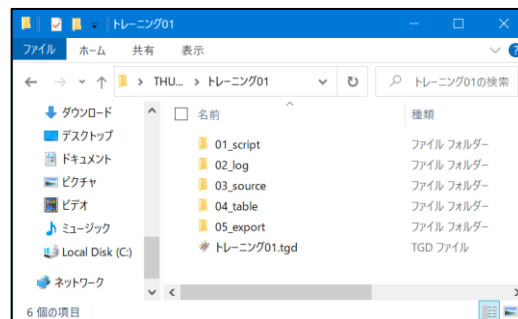 トレーニング01
ファイル ホーム 共有 表示
THU... トレーニング01 トレーニング01の検索
ダウンロード
デスクトップ
ドキュメント
ピクチャ
ビデオ
ミュージック
Local Disk (C:)
ネットワーク
名前 種類
01_script ファイル フォルダー
02_log ファイル フォルダー
03_source ファイル フォルダー
04_table ファイル フォルダー
05_export ファイル フォルダー
トレーニング01.tgd TGD ファイル
6 個の項目